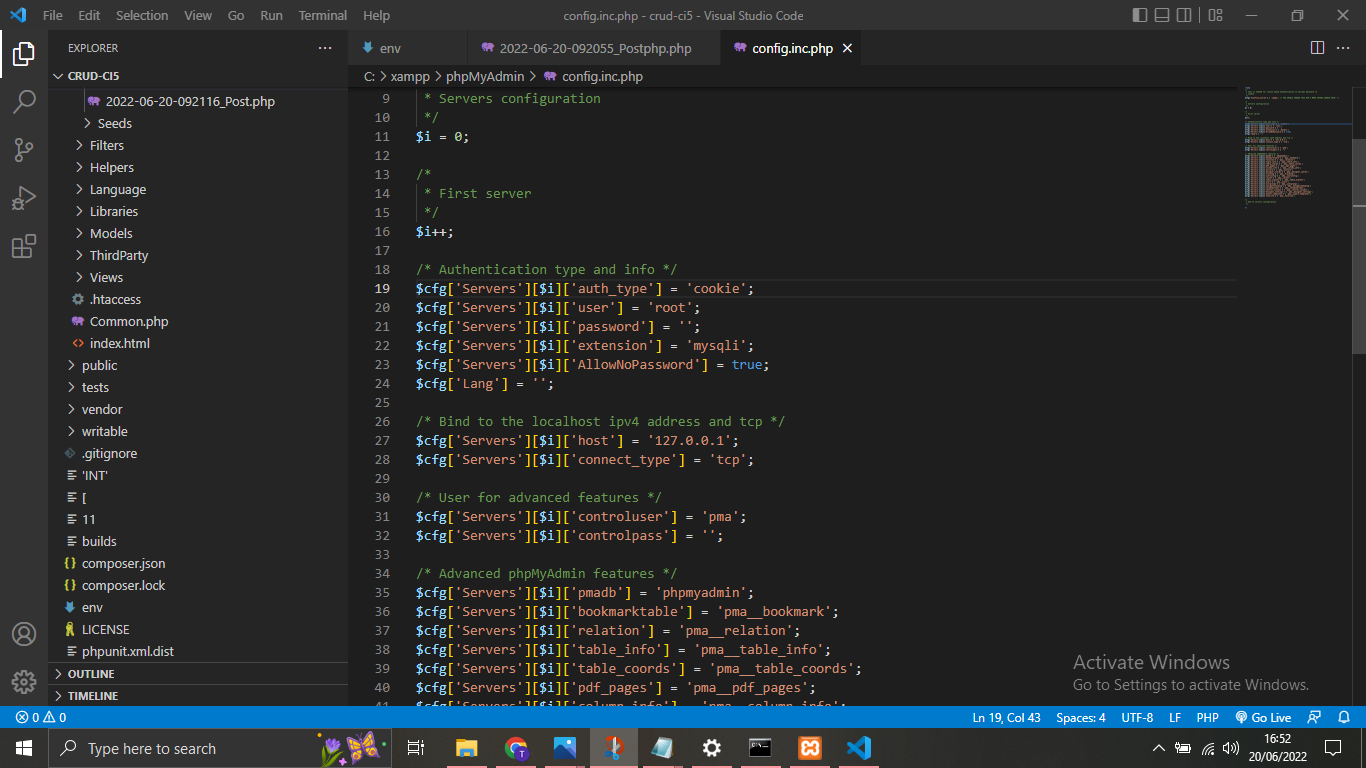 File Edit Selection View Go Run Terminal Help
config.inc.php - crud-ci5 - Visual Studio Code
EXPLORER
CRUD-CI5
2022-06-20-092116_Post.php
Seeds
Filters
Helpers
Language
Libraries
Models
ThirdParty
Views
.htaccess
Common.php
index.html
public
tests
vendor
writable
.gitignore
'INT'
[
11
builds
composer.json
composer.lock
env
LICENSE
phpunit.xml.dist
OUTLINE
TIMELINE
env 2022-06-20-092055_Postphp.php config.inc.php
C: > xampp > phpMyAdmin > config.inc.php
9 * Servers configuration
10 */
11 $i = 0;
12
13 /*
14 * First server
15 */
16 $i++;
17
18 /* Authentication type and info */
19 $cfg['Servers'][$i]['auth_type'] = 'cookie';
20 $cfg['Servers'][$i]['user'] = 'root';
21 $cfg['Servers'][$i]['password'] = '';
22 $cfg['Servers'][$i]['extension'] = 'mysqli';
23 $cfg['Servers'][$i]['AllowNoPassword'] = true;
24 $cfg['Lang'] = '';
25
26 /* Bind to the localhost ipv4 address and tcp */
27 $cfg['Servers'][$i]['host'] = '127.0.0.1';
28 $cfg['Servers'][$i]['connect_type'] = 'tcp';
29
30 /* User for advanced features */
31 $cfg['Servers'][$i]['controluser'] = 'pma';
32 $cfg['Servers'][$i]['controlpass'] = '';
33
34 /* Advanced phpMyAdmin features */
35 $cfg['Servers'][$i]['pmadb'] = 'phpmyadmin';
36 $cfg['Servers'][$i]['bookmarktable'] = 'pma__bookmark';
37 $cfg['Servers'][$i]['relation'] = 'pma__relation';
38 $cfg['Servers'][$i]['table_info'] = 'pma__table_info';
39 $cfg['Servers'][$i]['table_coords'] = 'pma__table_coords';
40 $cfg['Servers'][$i]['pdf_pages'] = 'pma__pdf_pages';
41 $cfg['Servers'][$i]['column_info'] = 'pma__column_info';
Activate Windows
Go to Settings to activate Windows.
0 0
Ln 19, Col 43 Spaces: 4 UTF-8 LF PHP Go Live
Type here to search
16:52
20/06/2022